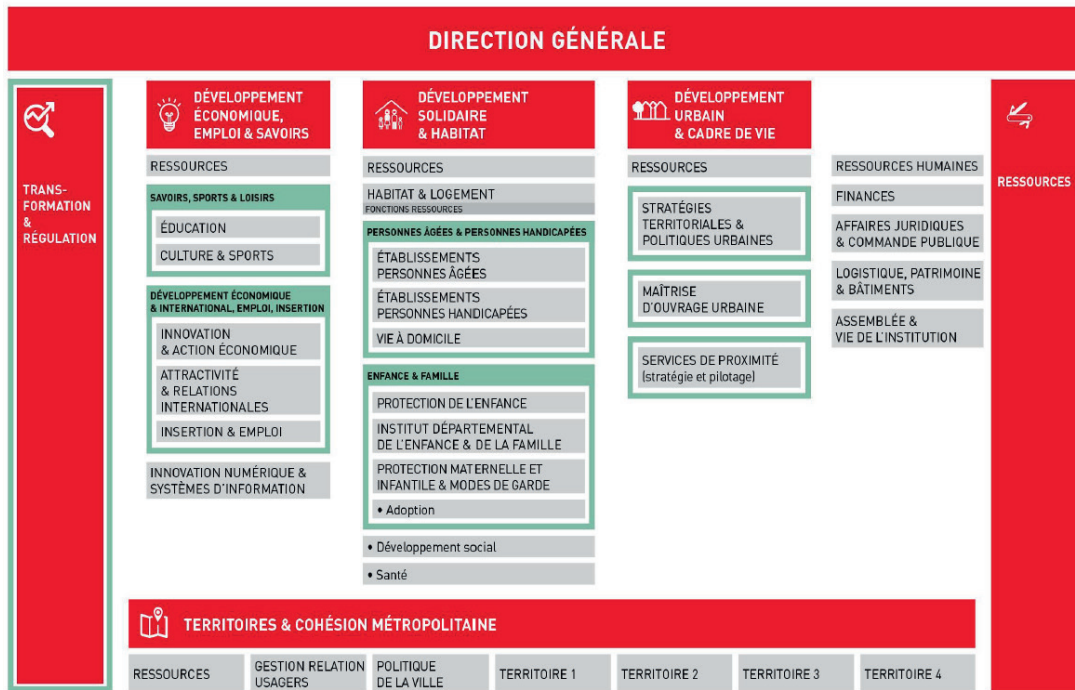 DIRECTION GÉNÉRALE
TRANS-
FORMATION
&
RÉGULATION
DÉVELOPPEMENT
ÉCONOMIQUE,
EMPLOI & SAVOIRS
RESSOURCES
SAVOIRS, SPORTS & LOISIRS
ÉDUCATION
CULTURE & SPORTS
DÉVELOPPEMENT ÉCONOMIQUE
& INTERNATIONAL, EMPLOI, INSERTION
INNOVATION
& ACTION ÉCONOMIQUE
ATTRACTIVITÉ
& RELATIONS
INTERNATIONALES
INSERTION & EMPLOI
INNOVATION NUMÉRIQUE &
SYSTÈMES D'INFORMATION
DÉVELOPPEMENT
SOLIDAIRE
& HABITAT
RESSOURCES
HABITAT & LOGEMENT
FONCTIONS RESSOURCES
PERSONNES ÂGÉES & PERSONNES HANDICAPÉES
ÉTABLISSEMENTS
PERSONNES ÂGÉES
ÉTABLISSEMENTS
PERSONNES HANDICAPÉES
VIE À DOMICILE
ENFANCE & FAMILLE
PROTECTION DE L'ENFANCE
INSTITUT DÉPARTEMENTAL
DE L'ENFANCE & DE LA FAMILLE
PROTECTION MATERNELLE ET
INFANTILE & MODES DE GARDE
• Adoption
• Développement social
• Santé
DÉVELOPPEMENT
URBAIN
& CADRE DE VIE
RESSOURCES
STRATÉGIES
TERRITORIALES &
POLITIQUES URBAINES
MAÎTRISE
D'OUVRAGE URBAINE
SERVICES DE PROXIMITÉ
(stratégie et pilotage)
RESSOURCES HUMAINES
FINANCES
AFFAIRES JURIDIQUES
& COMMANDE PUBLIQUE
LOGISTIQUE, PATRIMOINE
& BÂTIMENTS
ASSEMBLÉE &
VIE DE L'INSTITUTION
RESSOURCES
TERRITOIRES & COHÉSION MÉTROPOLITAINE
RESSOURCES
GESTION RELATION
USAGERS
POLITIQUE
DE LA VILLE
TERRITOIRE 1
TERRITOIRE 2
TERRITOIRE 3
TERRITOIRE 4